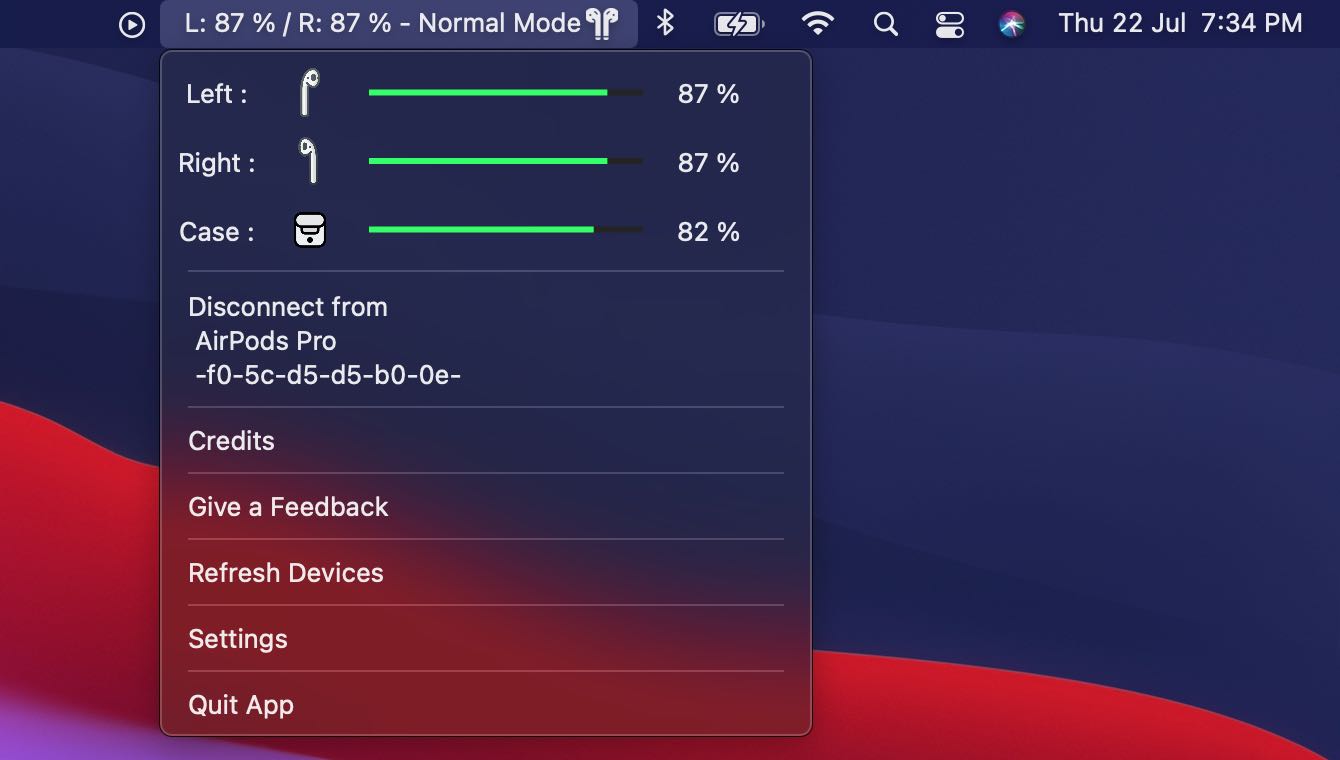 L: 87 % / R: 87 % - Normal Mode
Thu 22 Jul 7:34 PM
Left : 87 %
Right : 87 %
Case : 82 %
Disconnect from
AirPods Pro
-f0-5c-d5-d5-b0-0e-
Credits
Give a Feedback
Refresh Devices
Settings
Quit App